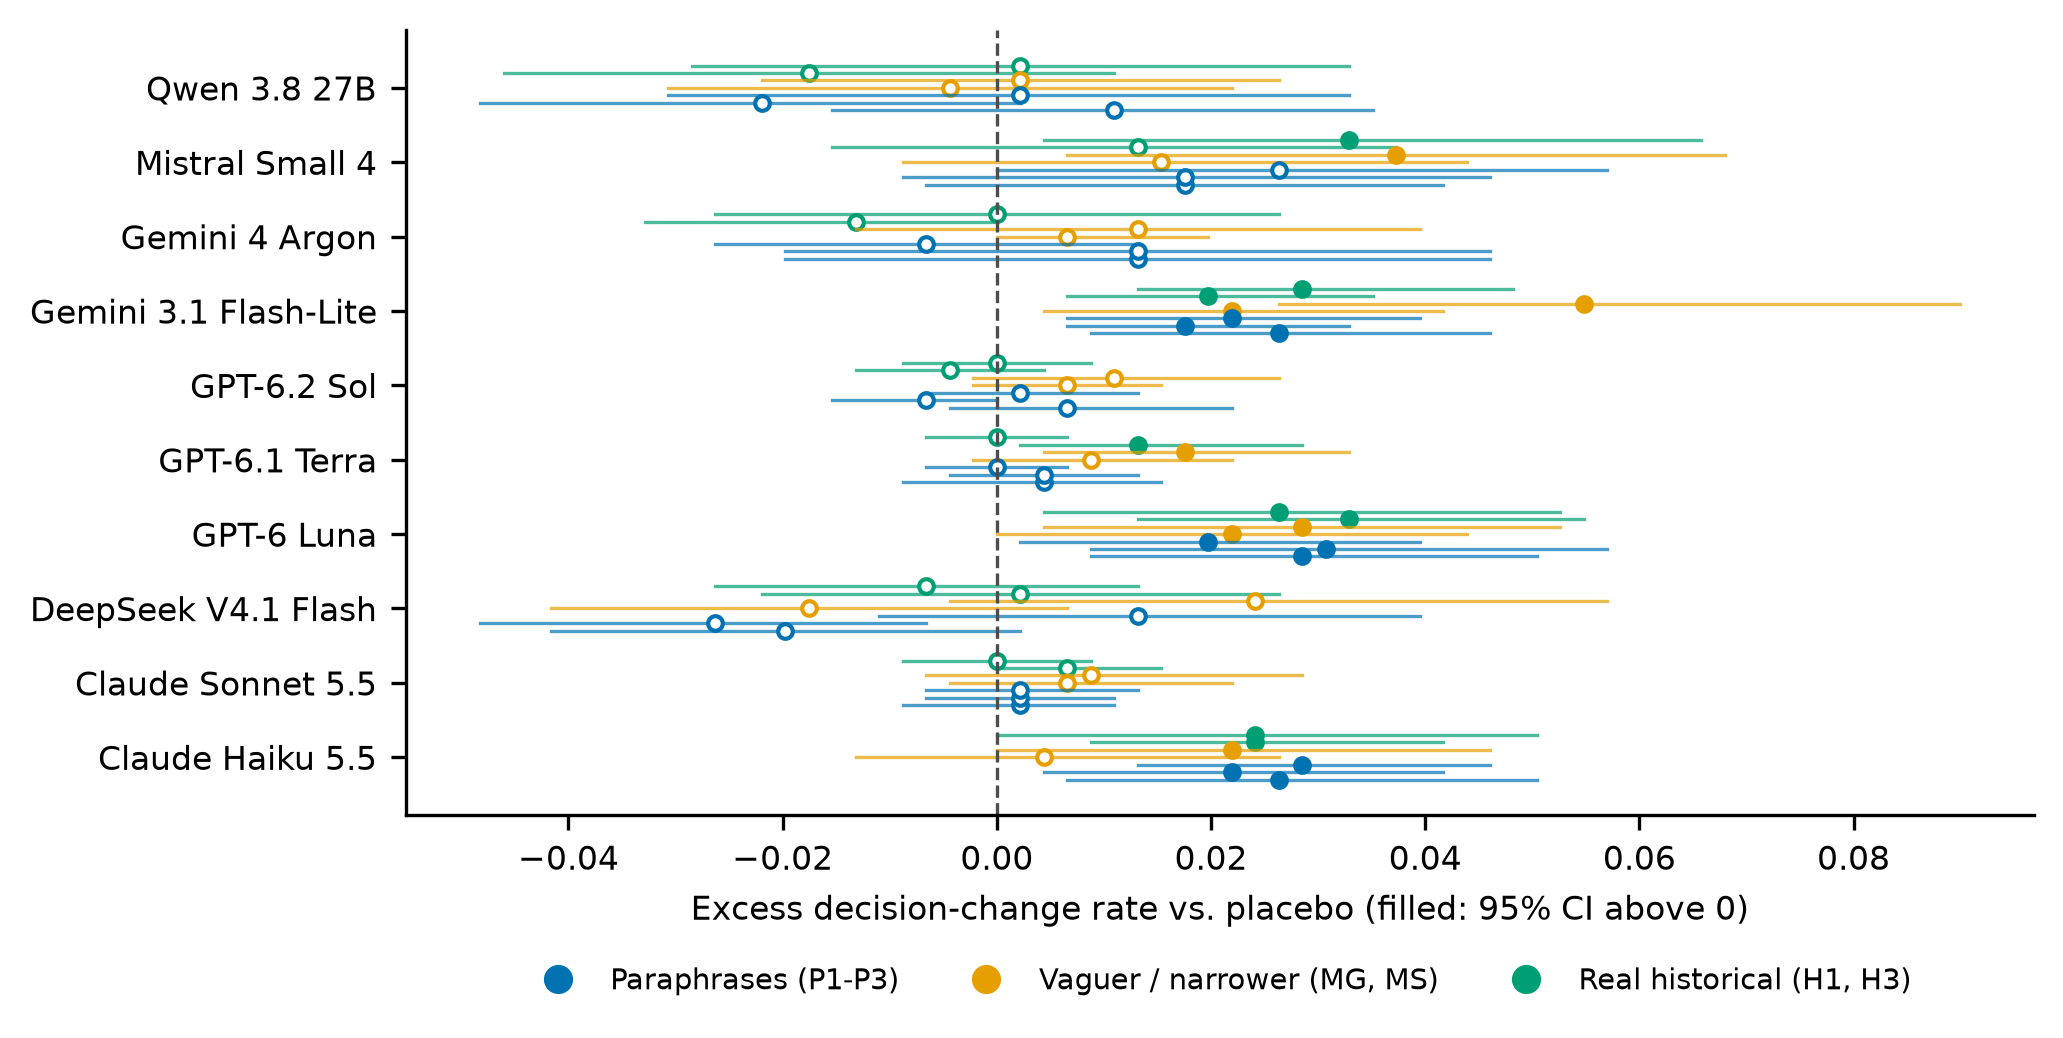 Qwen 3.8 27B
Mistral Small 4
Gemini 4 Argon
Gemini 3.1 Flash-Lite
GPT-6.2 Sol
GPT-6.1 Terra
GPT-6 Luna
DeepSeek V4.1 Flash
Claude Sonnet 5.5
Claude Haiku 5.5
−0.04 −0.02 0.00 0.02 0.04 0.06 0.08
Excess decision-change rate vs. placebo (filled: 95% CI above 0)
Paraphrases (P1-P3) Vaguer / narrower (MG, MS) Real historical (H1, H3)